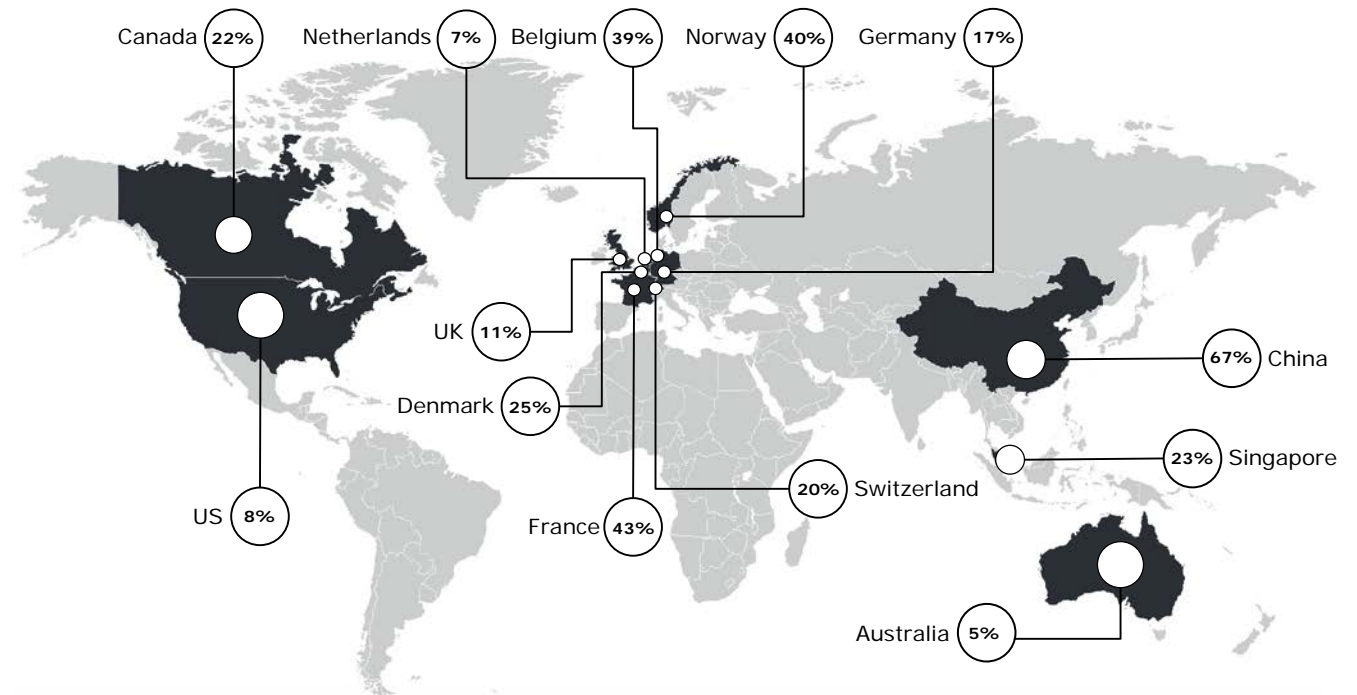 Canada 22%
Netherlands 7%
Belgium 39%
Norway 40%
Germany 17%
UK 11%
67% China
Denmark 25%
23% Singapore
20% Switzerland
US 8%
France 43%
Australia 5%